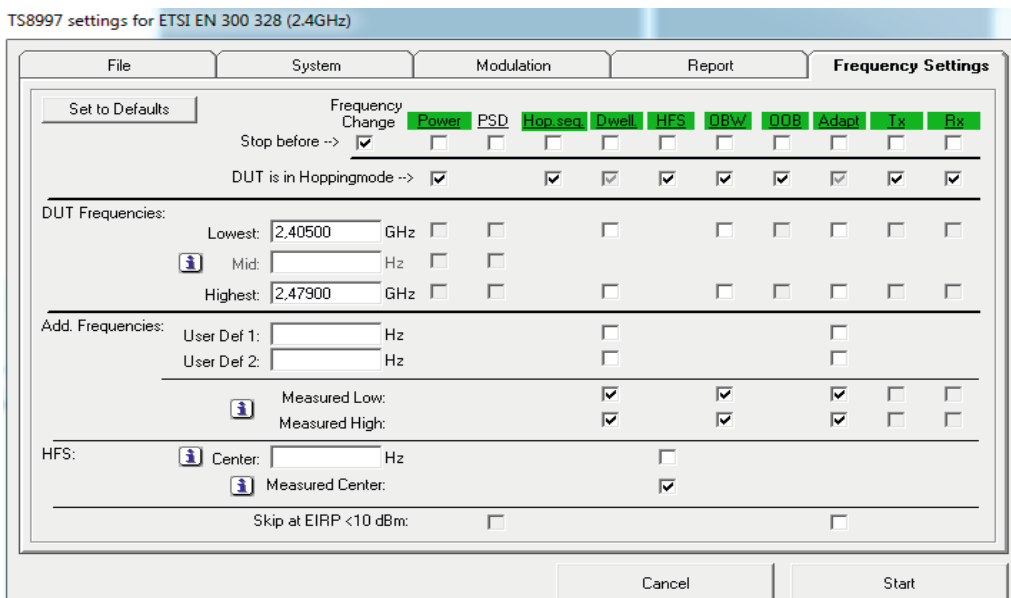 TS8997 settings for ETSI EN 300 328 (2.4GHz)
File System Modulation Report Frequency Settings
Set to Defaults
Frequency Change Power PSD Hop.seq. Dwell. HFS OBW OOB Adapt Tx Rx
Stop before -->
DUT is in Hoppingmode -->
DUT Frequencies:
Lowest: 2,40500 GHz
Mid: Hz
Highest: 2,47900 GHz
Add. Frequencies:
User Def 1: Hz
User Def 2: Hz
Measured Low:
Measured High:
HFS: Center: Hz
Measured Center:
Skip at EIRP <10 dBm:
Cancel Start